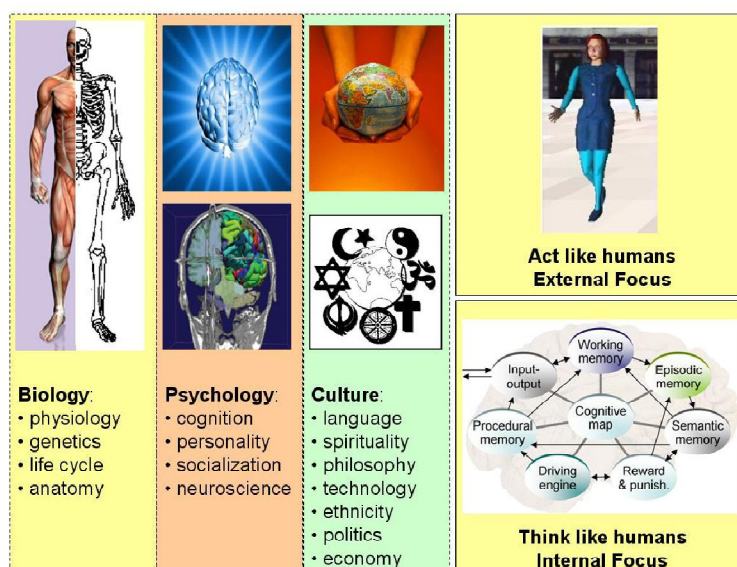 Biology:
• physiology
• genetics
• life cycle
• anatomy
Psychology:
• cognition
• personality
• socialization
• neuroscience
Culture:
• language
• spirituality
• philosophy
• technology
• ethnicity
• politics
• economy
Act like humans
External Focus
Working
memory
Input-
output
Episodic
memory
Cognitive
map
Procedural
memory
Semantic
memory
Driving
engine
Reward
& punish.
Think like humans
Internal Focus